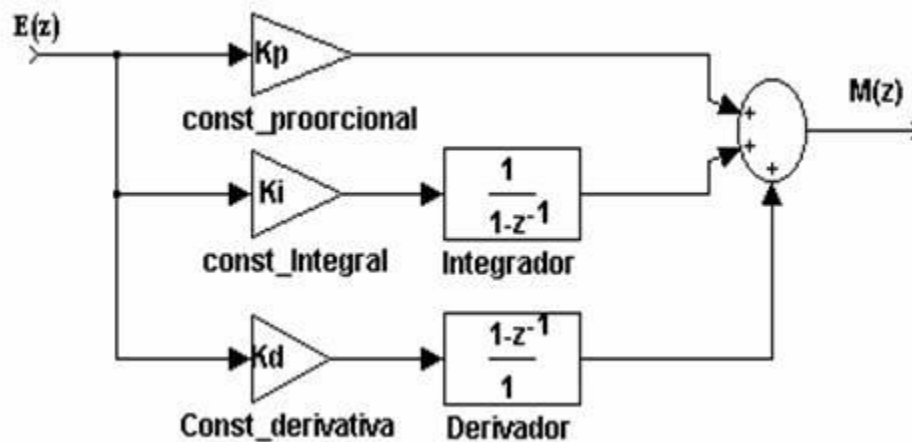 E(z)
Kp
const_proorcional
M(z)
+
+
+
Ki
const_Integral
1
1-z⁻¹
Integrador
Kd
Const_derivativa
1-z⁻¹
1
Derivador